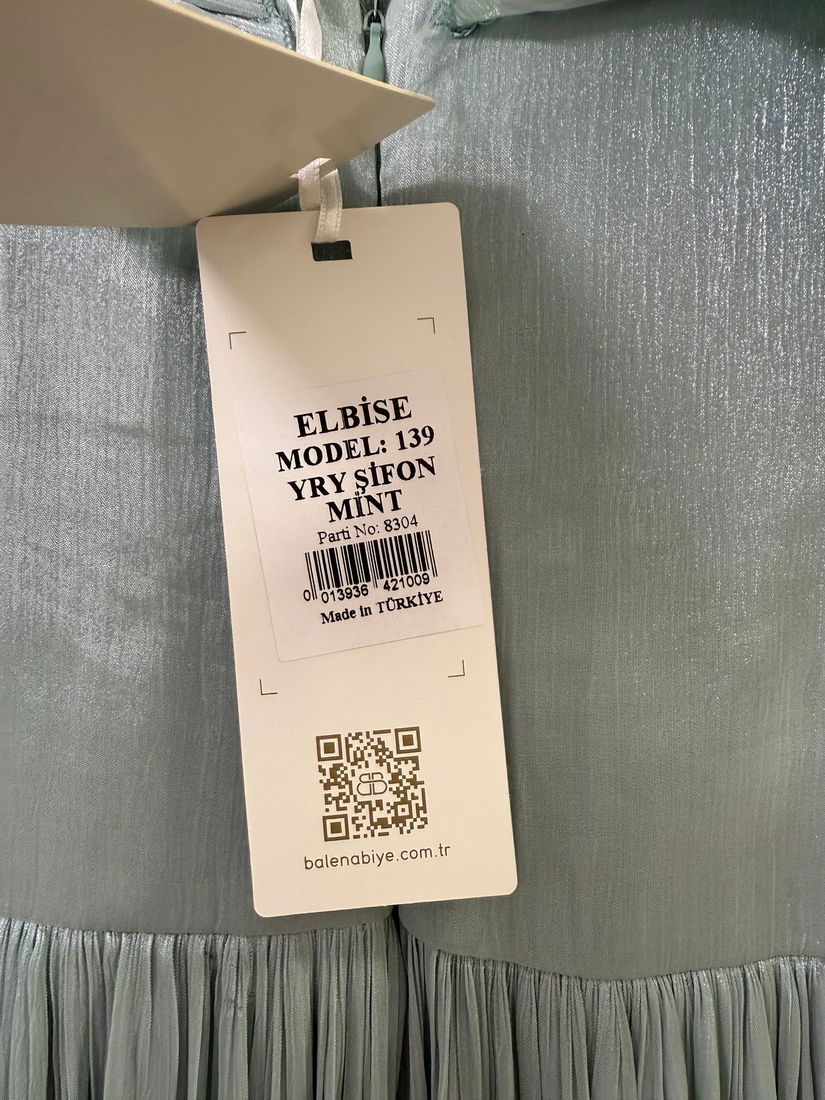 ELBİSE
MODEL: 139
YRY ŞİFON
MİNT
Parti No: 8304
0 013936 421009
Made in TÜRKİYE
balenabiye.com.tr